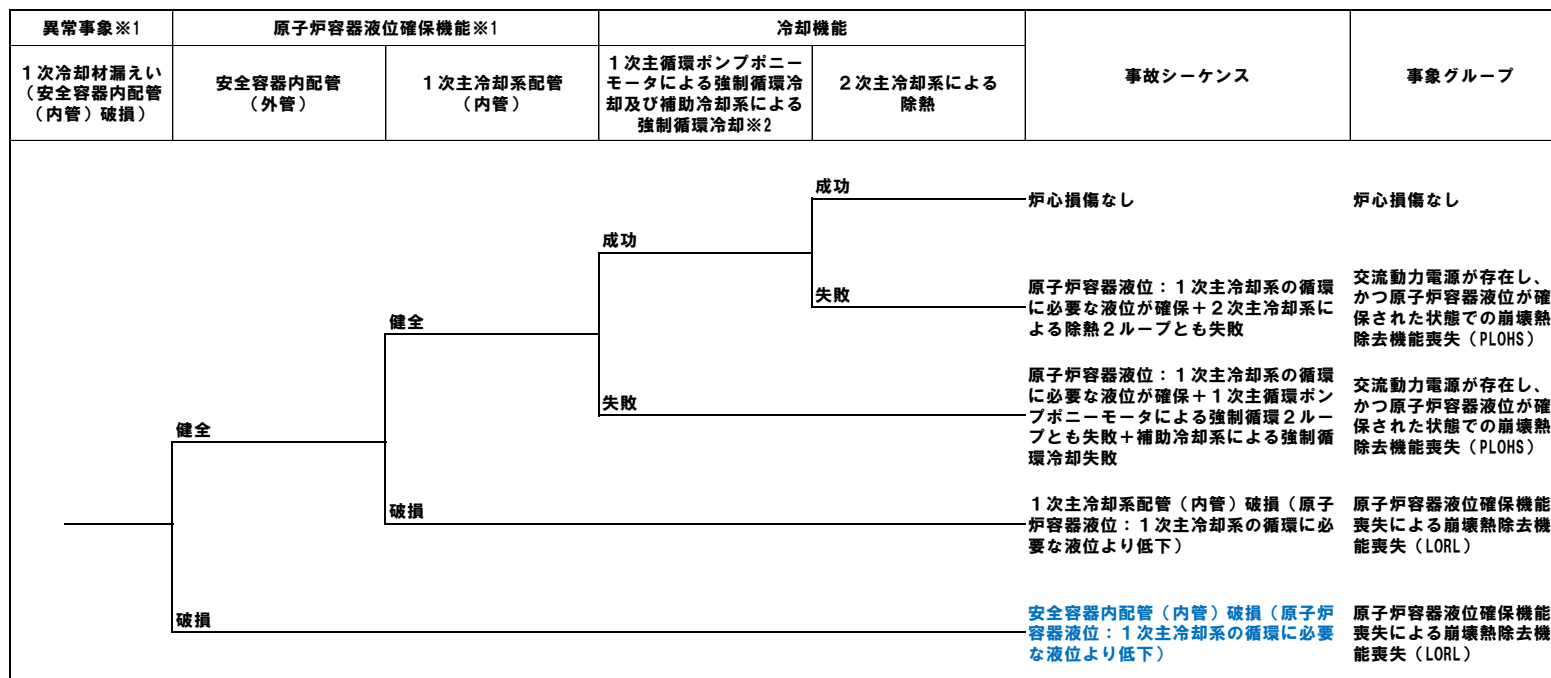 異常事象※1
原子炉容器液位確保機能※1
冷却機能
事故シーケンス
事象グループ
１次冷却材漏えい
（安全容器内配管
（内管）破損）
安全容器内配管
（外管）
１次主冷却系配管
（内管）
１次主循環ポンプポニー
モータによる強制循環冷
却及び補助冷却系による
強制循環冷却※2
２次主冷却系による
除熱
成功
炉心損傷なし
炉心損傷なし
成功
失敗
原子炉容器液位：１次主冷却系の循環
に必要な液位が確保＋２次主冷却系に
よる除熱２ループとも失敗
交流動力電源が存在し、
かつ原子炉容器液位が確
保された状態での崩壊熱
除去機能喪失（PLOHS）
健全
失敗
原子炉容器液位：１次主冷却系の循環
に必要な液位が確保＋１次主循環ポン
プポニーモータによる強制循環２ルー
プとも失敗＋補助冷却系による強制循
環冷却失敗
交流動力電源が存在し、
かつ原子炉容器液位が確
保された状態での崩壊熱
除去機能喪失（PLOHS）
健全
破損
１次主冷却系配管（内管）破損（原子
炉容器液位：１次主冷却系の循環に必
要な液位より低下）
原子炉容器液位確保機能
喪失による崩壊熱除去機
能喪失（LORL）
破損
安全容器内配管（内管）破損（原子炉
容器液位：１次主冷却系の循環に必要
な液位より低下）
原子炉容器液位確保機能
喪失による崩壊熱除去機
能喪失（LORL）